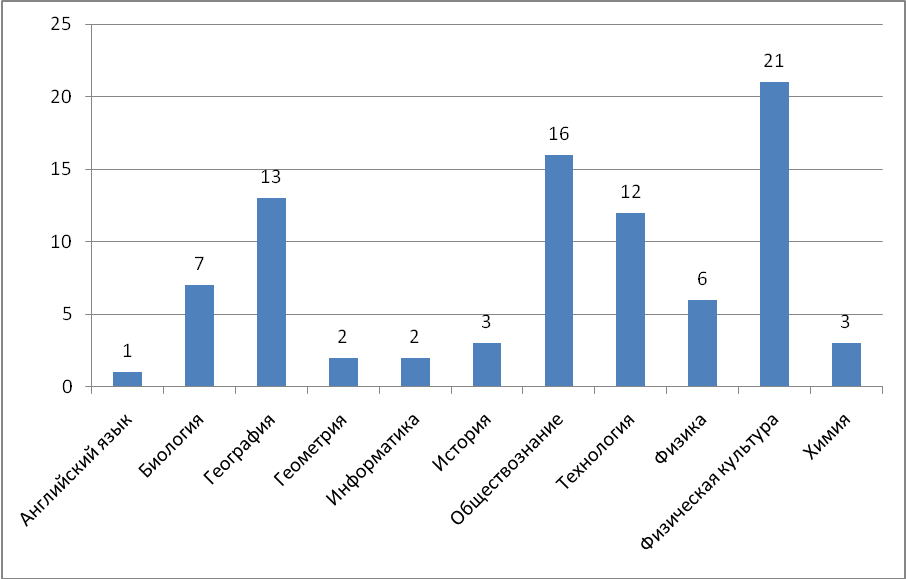 25
20
15
10
5
0
1
7
13
2
2
3
16
12
6
21
3
Английский язык
Биология
География
Геометрия
Информатика
История
Обществознание
Технология
Физика
Физическая культура
Химия